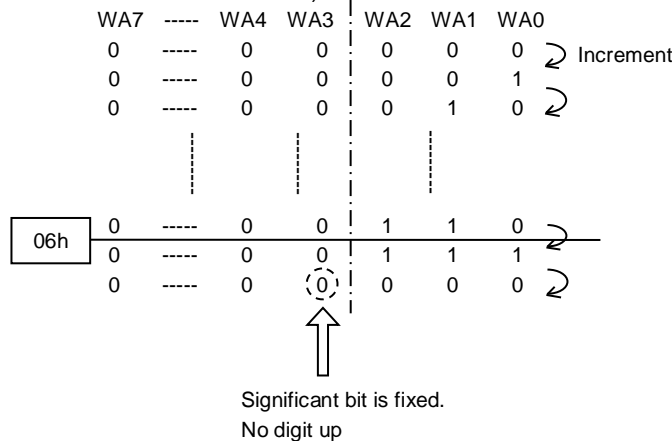 WA7 ----- WA4 WA3 WA2 WA1 WA0
0 ----- 0 0 0 0 0 Increment
0 ----- 0 0 0 0 1
0 ----- 0 0 0 1 0
06h 0 ----- 0 0 1 1 0
0 ----- 0 0 1 1 1
0 ----- 0 0 0 0 0
Significant bit is fixed.
No digit up